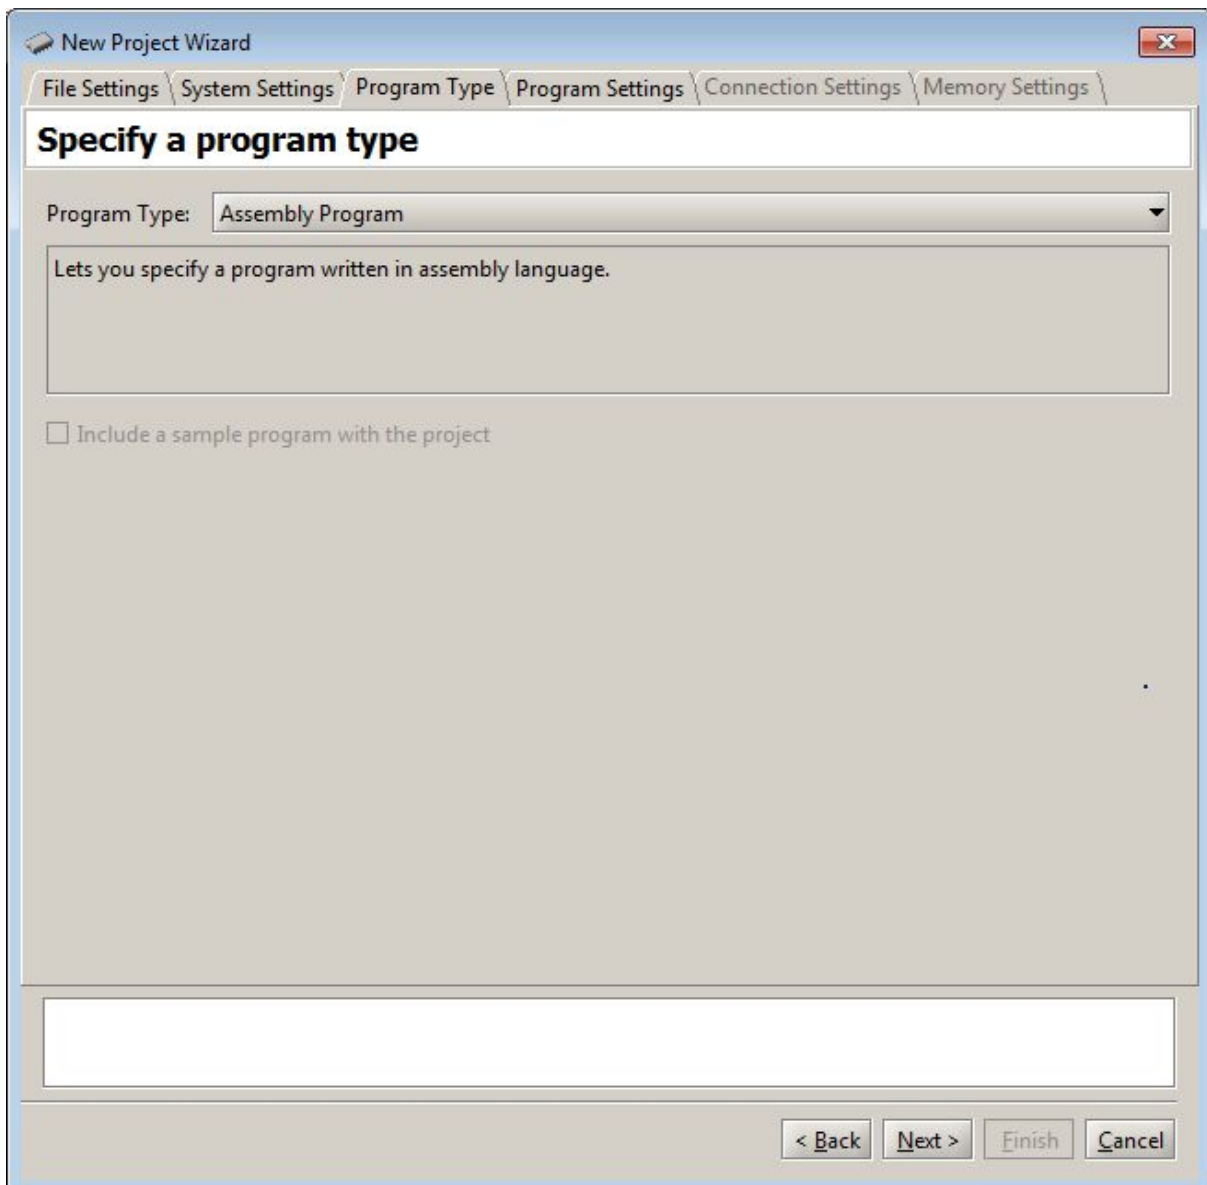 New Project Wizard
File Settings System Settings Program Type Program Settings Connection Settings Memory Settings
Specify a program type
Program Type: Assembly Program
Lets you specify a program written in assembly language.
Include a sample program with the project
< Back Next > Finish Cancel